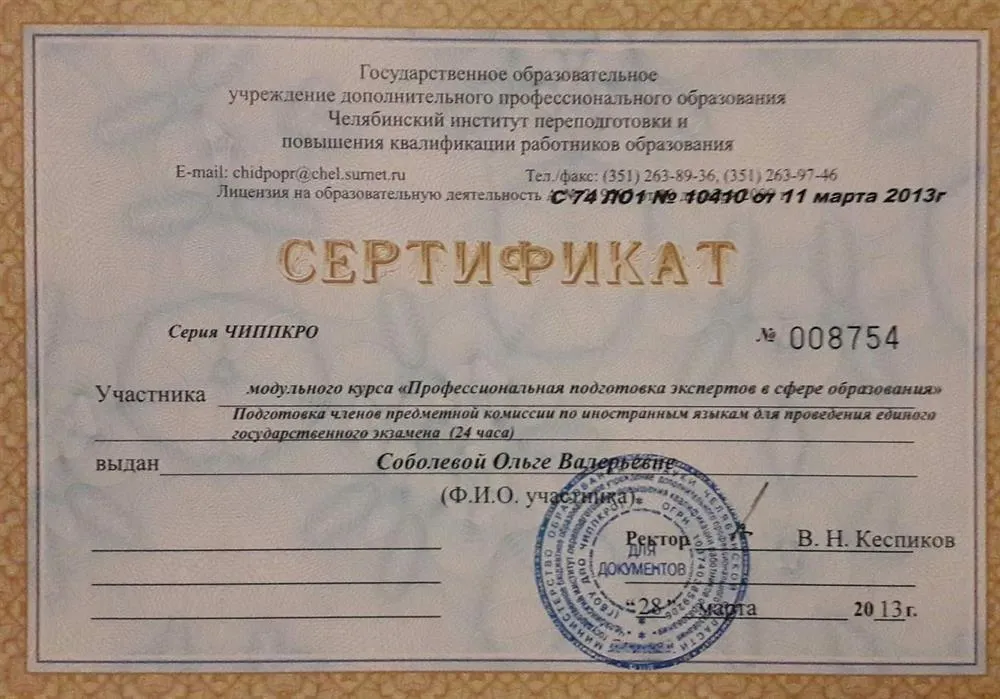 Государственное образовательное
учреждение дополнительного профессионального образования
Челябинский институт переподготовки и
повышения квалификации работников образования
E-mail: chidpopr@chel.surnet.ru Тел./факс: (351) 263-89-36, (351) 263-97-46
Лицензия на образовательную деятельность С 74 ЛО1 № 10410 от 11 марта 2013г
СЕРТИФИКАТ
Серия ЧИППКРО № 008754
Участника модульного курса «Профессиональная подготовка экспертов в сфере образования»
Подготовка членов предметной комиссии по иностранным языкам для проведения единого
государственного экзамена (24 часа)
выдан Соболевой Ольге Валерьевне
(Ф.И.О. участника)
Ректор В. Н. Кеспиков
ДЛЯ
ДОКУМЕНТОВ
"28" марта 2013г.